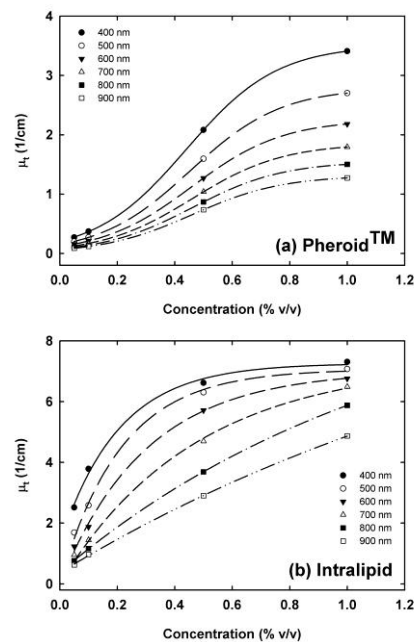 4
3
2
1
0
μt (1/cm)
400 nm
500 nm
600 nm
700 nm
800 nm
900 nm
(a) Pheroid™
0.0 0.2 0.4 0.6 0.8 1.0 1.2
Concentration (% v/v)
8
6
4
2
0
μt (1/cm)
400 nm
500 nm
600 nm
700 nm
800 nm
900 nm
(b) Intralipid
0.0 0.2 0.4 0.6 0.8 1.0 1.2
Concentration (% v/v)